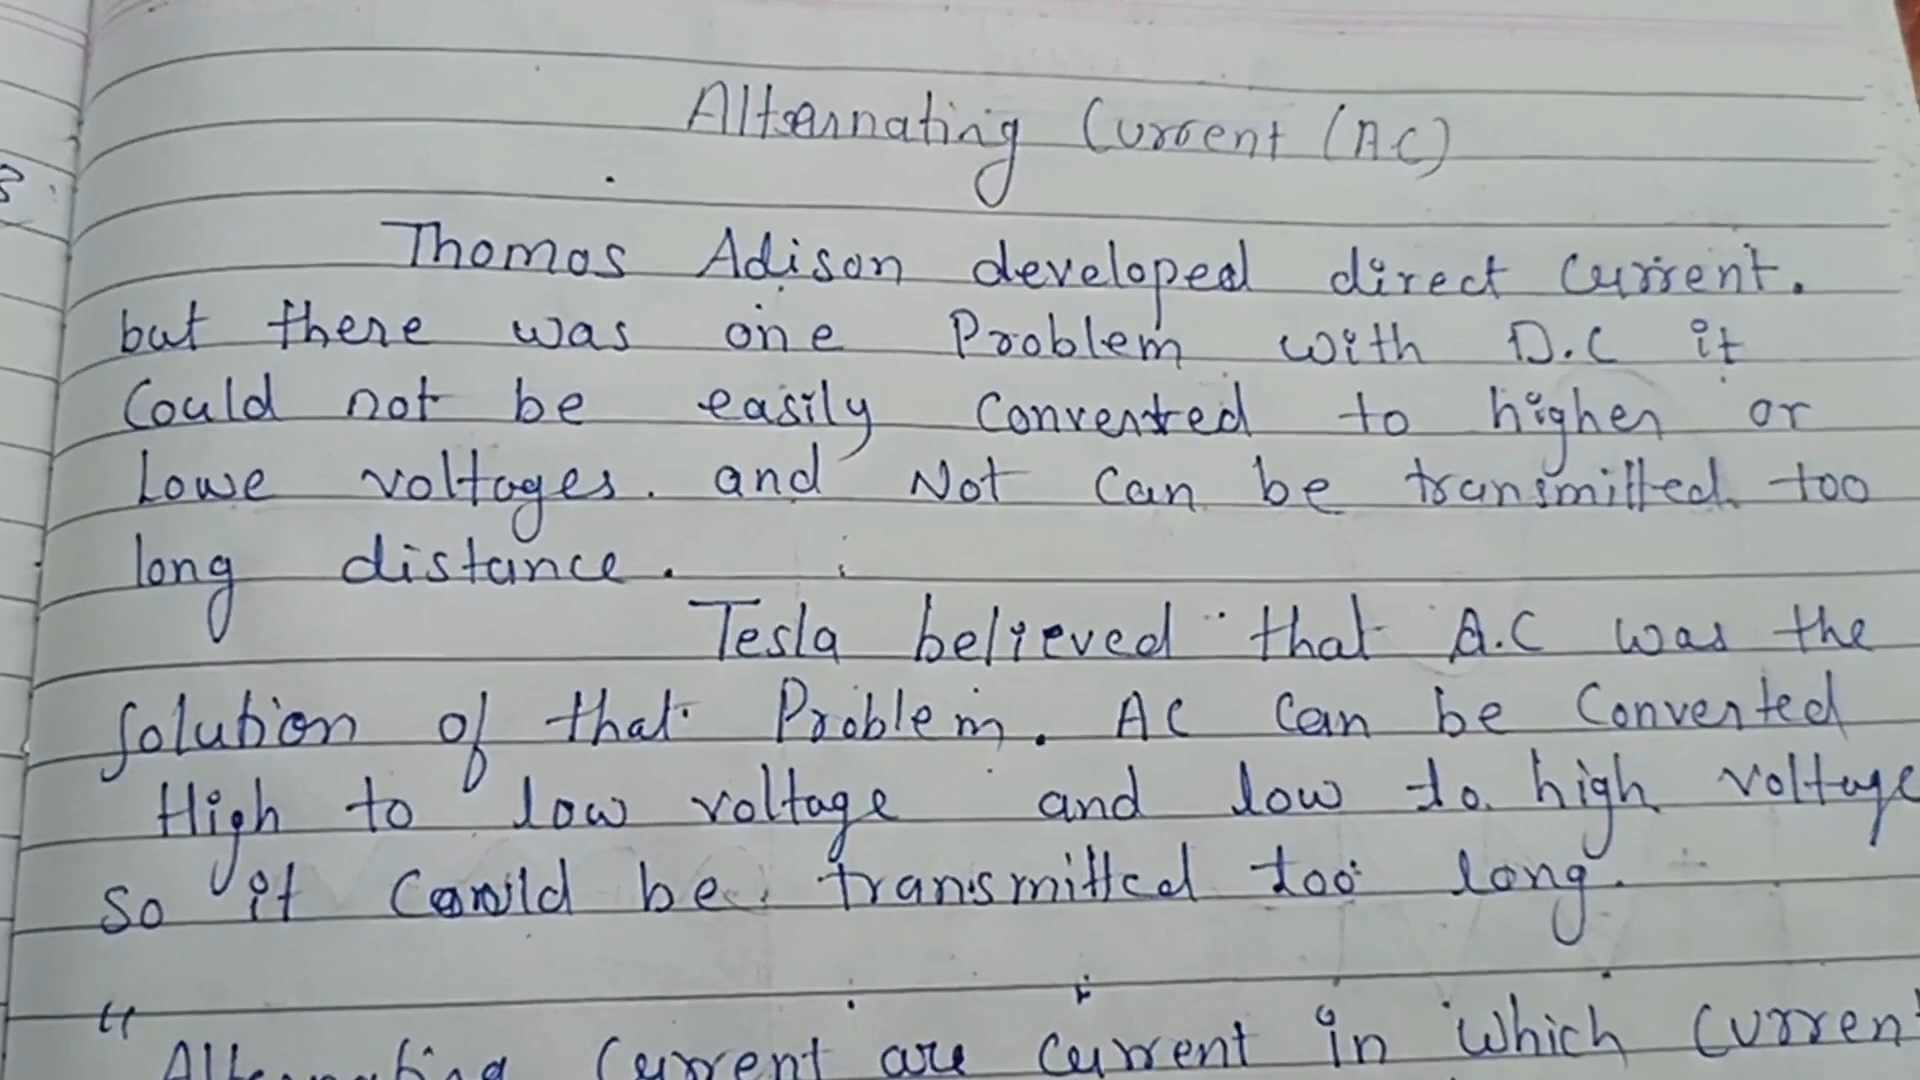 Alternating Current (AC)
Thomas Adison developed direct current.
but there was one Problem with D.C it
Could not be easily Converted to higher or
Lowe voltages. and Not can be transmitted too
long distance.
Tesla believed that A.C was the
Solution of that Problem. AC can be Converted
High to low voltage and low to high voltage
so it Could be transmitted too long.
" Alternating Current are current in which Current